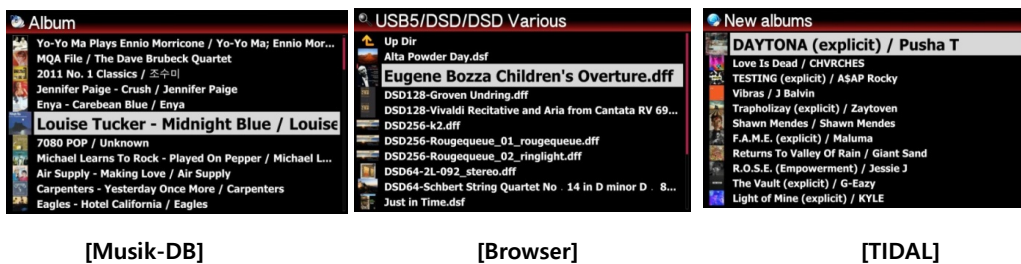 Album
Yo-Yo Ma Plays Ennio Morricone / Yo-Yo Ma; Ennio Mor...
MQA File / The Dave Brubeck Quartet
2011 No. 1 Classics / 조수미
Jennifer Paige - Crush / Jennifer Paige
Enya - Carebean Blue / Enya
Louise Tucker - Midnight Blue / Louise
7080 POP / Unknown
Michael Learns To Rock - Played On Pepper / Michael L...
Air Supply - Making Love / Air Supply
Carpenters - Yesterday Once More / Carpenters
Eagles - Hotel California / Eagles
[Musik-DB]
USB5/DSD/DSD Various
Up Dir
Alta Powder Day.dsf
Eugene Bozza Children's Overture.dff
DSD128-Groven Undring.dff
DSD128-Vivaldi Recitative and Aria from Cantata RV 69...
DSD256-k2.dff
DSD256-Rougequeue_01_rougequeue.dff
DSD256-Rougequeue_02_ringlight.dff
DSD64-2L-092_stereo.dff
DSD64-Schbert String Quartet No . 14 in D minor D . 8...
Just in Time.dsf
[Browser]
New albums
DAYTONA (explicit) / Pusha T
Love Is Dead / CHVRCHES
TESTING (explicit) / A$AP Rocky
Vibras / J Balvin
Trapholizay (explicit) / Zaytoven
Shawn Mendes / Shawn Mendes
F.A.M.E. (explicit) / Maluma
Returns To Valley Of Rain / Giant Sand
R.O.S.E. (Empowerment) / Jessie J
The Vault (explicit) / G-Eazy
Light of Mine (explicit) / KYLE
[TIDAL]